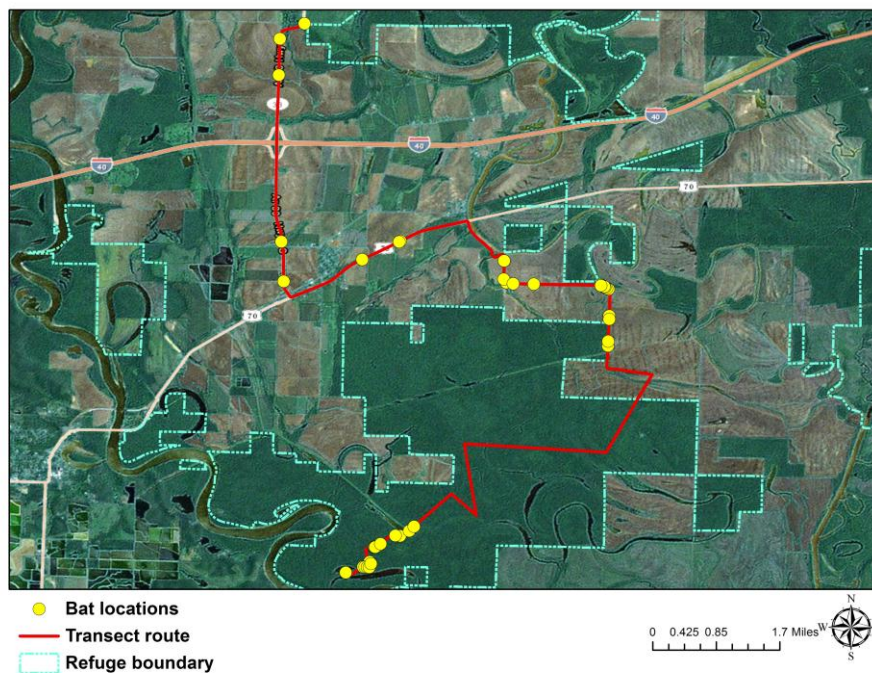 40
40
40
70
70
Bat locations
Transect route
Refuge boundary
0 0.425 0.85 1.7 Miles
N
W
E
S